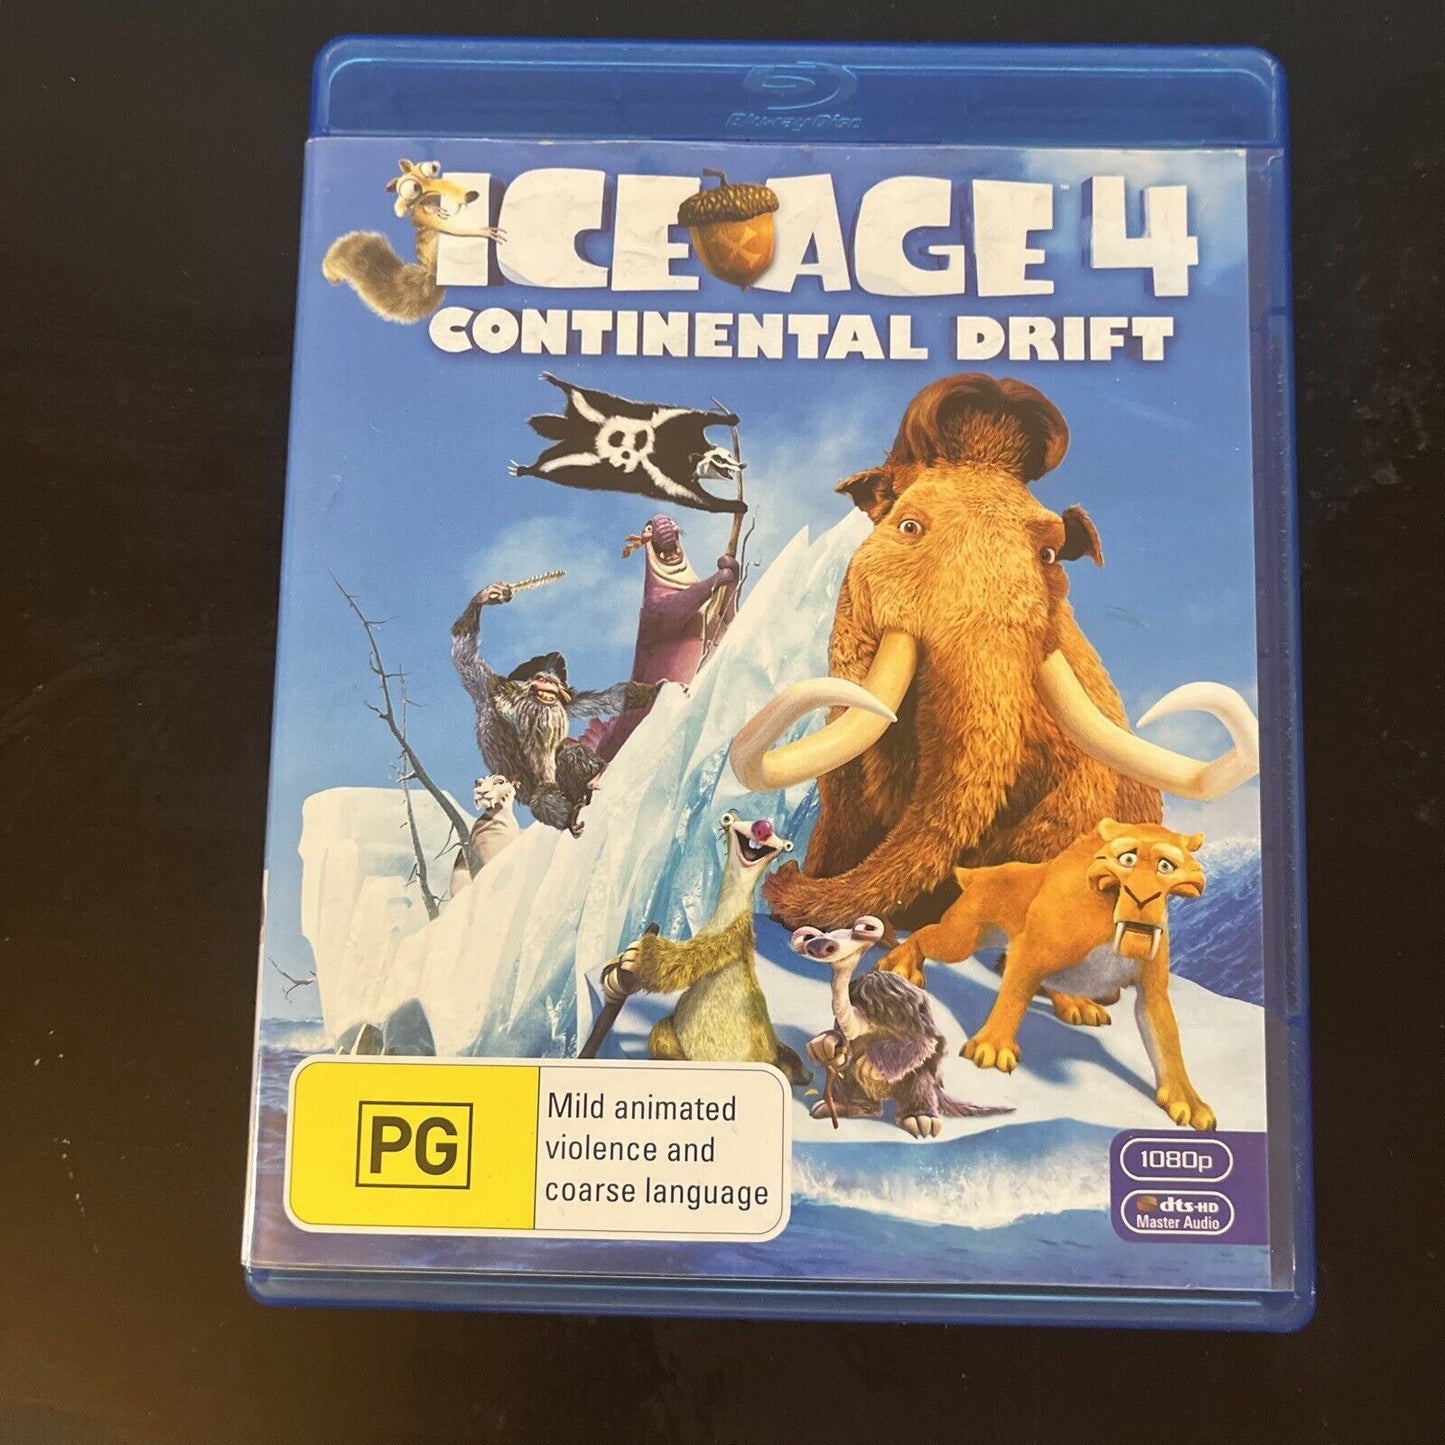 Blu-ray Disc
ICE AGE 4
™
CONTINENTAL DRIFT
PG
Mild animated
violence and
coarse language
1080p
dts-HD
Master Audio